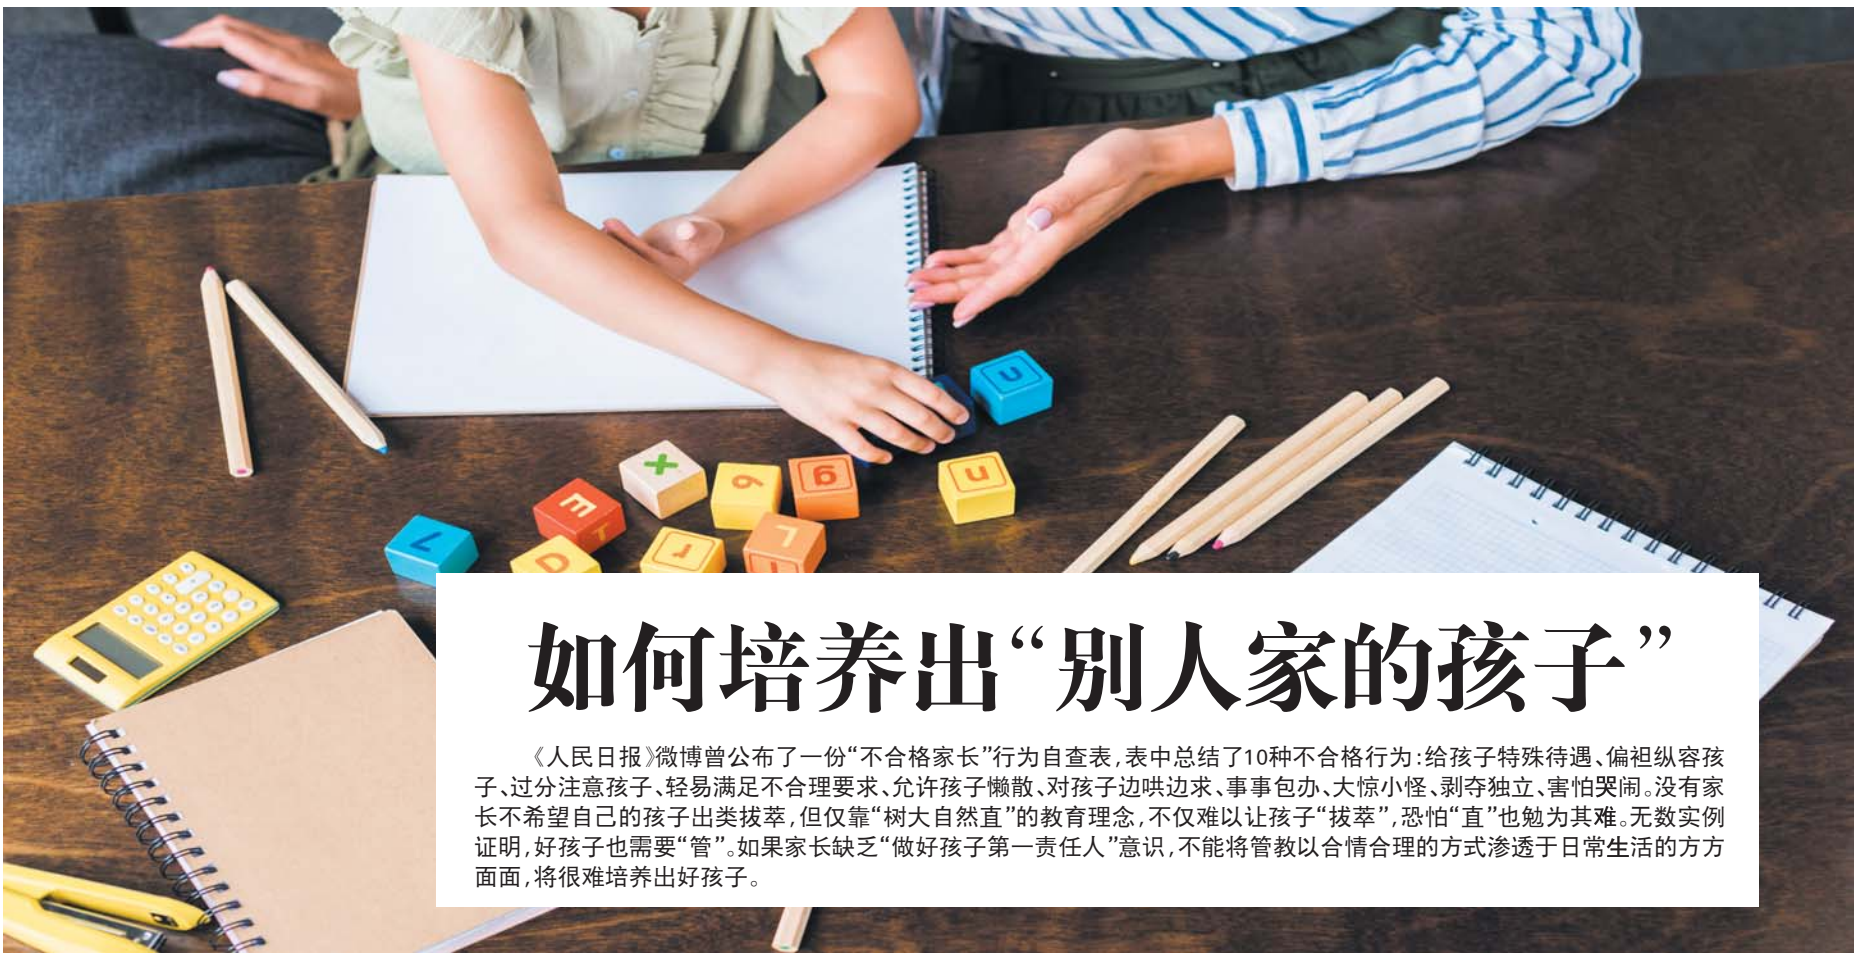 如何培养出“别人家的孩子”
《人民日报》微博曾公布了一份“不合格家长”行为自查表,表中总结了10种不合格行为:给孩子特殊待遇、偏袒纵容孩
子、过分注意孩子、轻易满足不合理要求、允许孩子懒散、对孩子边哄边求、事事包办、大惊小怪、剥夺独立、害怕哭闹。没有家
长不希望自己的孩子出类拔萃,但仅靠“树大自然直”的教育理念,不仅难以让孩子“拔萃”,恐怕“直”也勉为其难。无数实例
证明,好孩子也需要“管”。如果家长缺乏“做好孩子第一责任人”意识,不能将管教以合情合理的方式渗透于日常生活的方方
面面,将很难培养出好孩子。